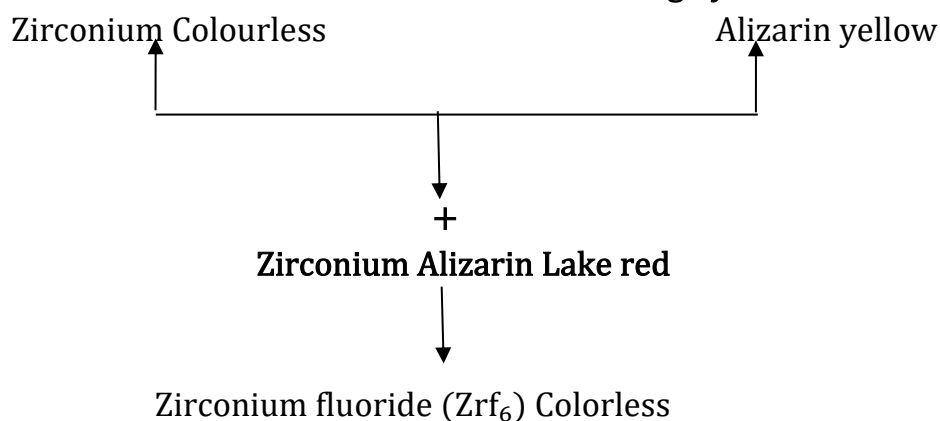 Zirconium Colourless Alizarin yellow
+
Zirconium Alizarin Lake red
Zirconium fluoride (Zrf₆) Colorless